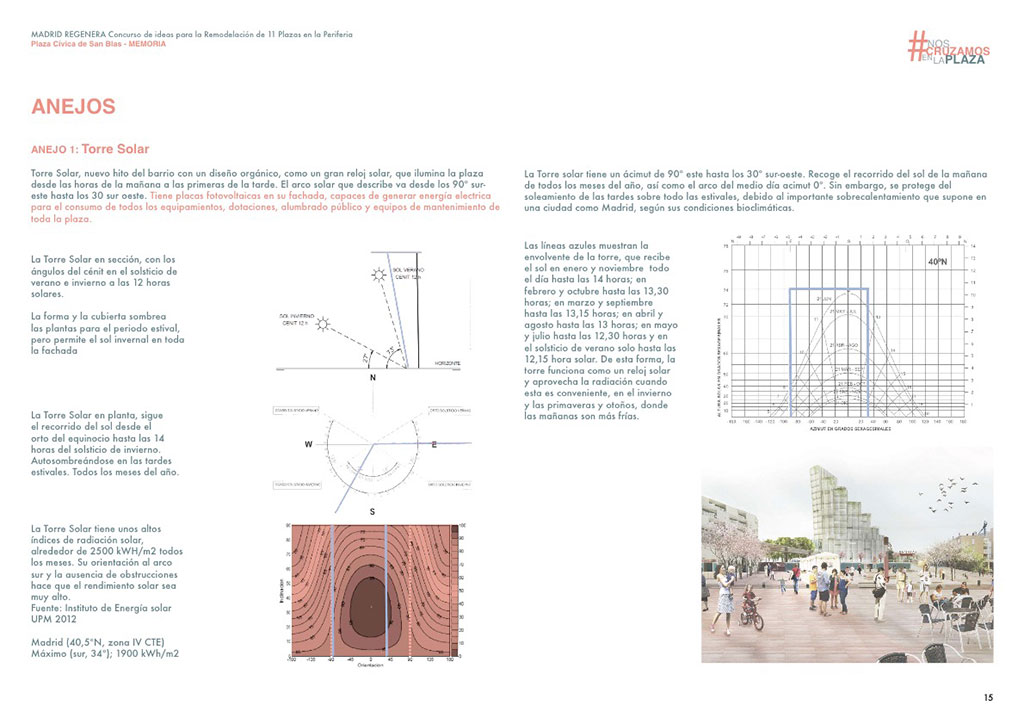 MADRID REGENERA Concurso de ideas para la Remodelación de 11 Plazas en la Periferia
Plaza Cívica de San Blas - MEMORIA
#NOS
CRUZAMOS
EN LAPLAZA
ANEJOS
ANEJO 1: Torre Solar
Torre Solar, nuevo hito del barrio con un diseño orgánico, como un gran reloj solar, que ilumina la plaza
desde las horas de la mañana a las primeras de la tarde. El arco solar que describe va desde los 90° sur-
este hasta los 30 sur oeste. Tiene placas fotovoltaicas en su fachada, capaces de generar energía electrica
para el consumo de todos los equipamientos, dotaciones, alumbrado público y equipos de mantenimiento de
toda la plaza.
La Torre Solar en sección, con los
ángulos del cénit en el solsticio de
verano e invierno a las 12 horas
solares.
La forma y la cubierta sombrea
las plantas para el periodo estival,
pero permite el sol invernal en toda
la fachada
SOL VERANO
CENIT 12 h
SOL INVIERNO
CENIT 12 h
27°
HORIZONTE
La Torre Solar en planta, sigue
el recorrido del sol desde el
orto del equinocio hasta las 14
horas del solsticio de invierno.
Autosombreándose en las tardes
estivales. Todos los meses del año.
N
W
E
S
La Torre Solar tiene unos altos
índices de radiación solar,
alrededor de 2500 kWH/m2 todos
los meses. Su orientación al arco
sur y la ausencia de obstrucciones
hace que el rendimiento solar sea
muy alto.
Fuente: Instituto de Energía solar
UPM 2012
Madrid (40,5°N, zona IV CTE)
Máximo (sur, 34°); 1900 kWh/m2
Inclinacion
Orientacion
La Torre solar tiene un ácimut de 90° este hasta los 30° sur-oeste. Recoge el recorrido del sol de la mañana
de todos los meses del año, así como el arco del medio día acimut 0°. Sin embargo, se protege del
soleamiento de las tardes sobre todo las estivales, debido al importante sobrecalentamiento que supone en
una ciudad como Madrid, según sus condiciones bioclimáticas.
Las líneas azules muestran la
envolvente de la torre, que recibe
el sol en enero y noviembre todo
el día hasta las 14 horas; en
febrero y octubre hasta las 13,30
horas; en marzo y septiembre
hasta las 13,15 horas; en abril y
agosto hasta las 13 horas; en mayo
y julio hasta las 12,30 horas y en
el solsticio de verano solo hasta las
12,15 hora solar. De esta forma, la
torre funciona como un reloj solar
y aprovecha la radiación cuando
esta es conveniente, en el invierno
y las primaveras y otoños, donde
las mañanas son más frías.
40°N
AZIMUT EN GRADOS SEXAGESIMALES
15